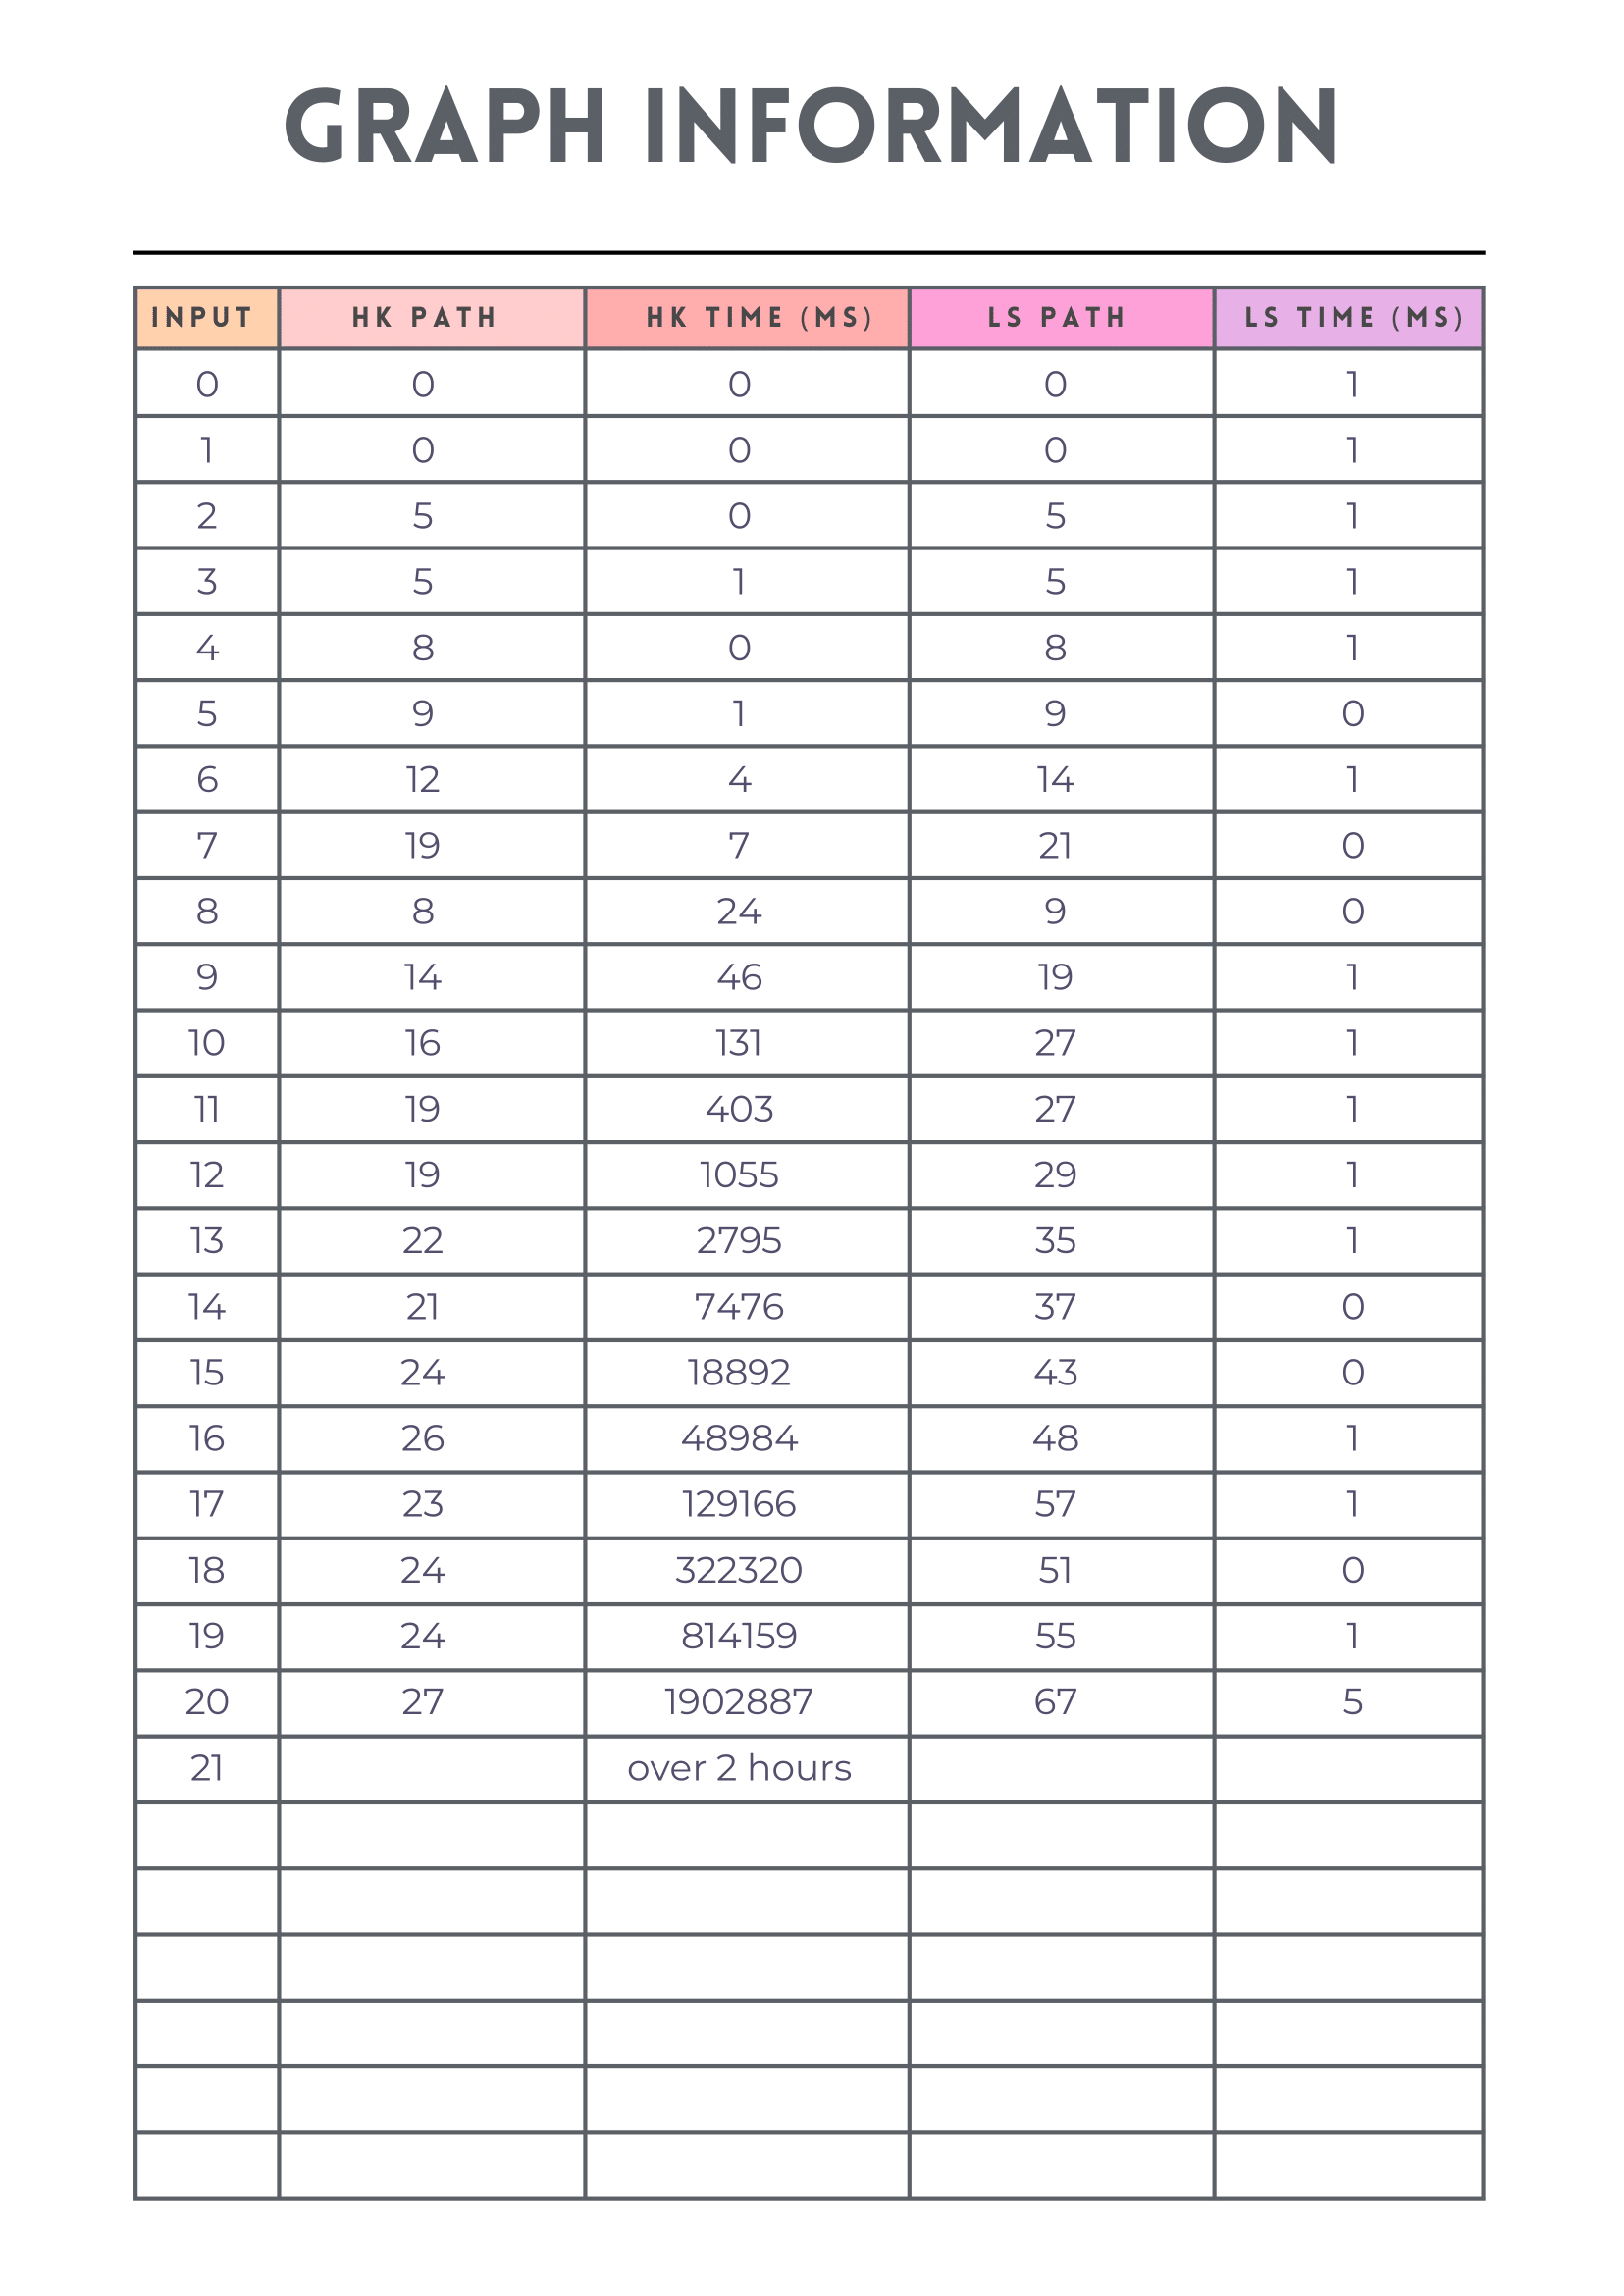 GRAPH INFORMATION
INPUT HK PATH HK TIME (MS) LS PATH LS TIME (MS)
0 0 0 0 1
1 0 0 0 1
2 5 0 5 1
3 5 1 5 1
4 8 0 8 1
5 9 1 9 0
6 12 4 14 1
7 19 7 21 0
8 8 24 9 0
9 14 46 19 1
10 16 131 27 1
11 19 403 27 1
12 19 1055 29 1
13 22 2795 35 1
14 21 7476 37 0
15 24 18892 43 0
16 26 48984 48 1
17 23 129166 57 1
18 24 322320 51 0
19 24 814159 55 1
20 27 1902887 67 5
21 over 2 hours